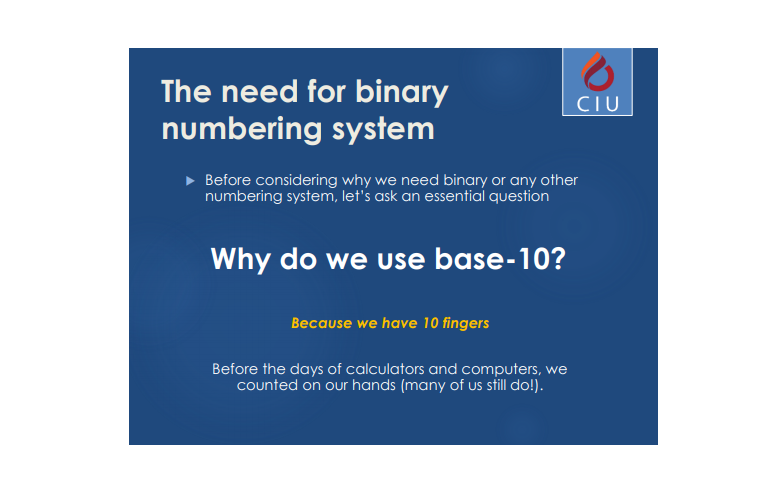 The need for binary
numbering system
CIU
Before considering why we need binary or any other
numbering system, let's ask an essential question
Why do we use base-10?
Because we have 10 fingers
Before the days of calculators and computers, we
counted on our hands (many of us still do!).